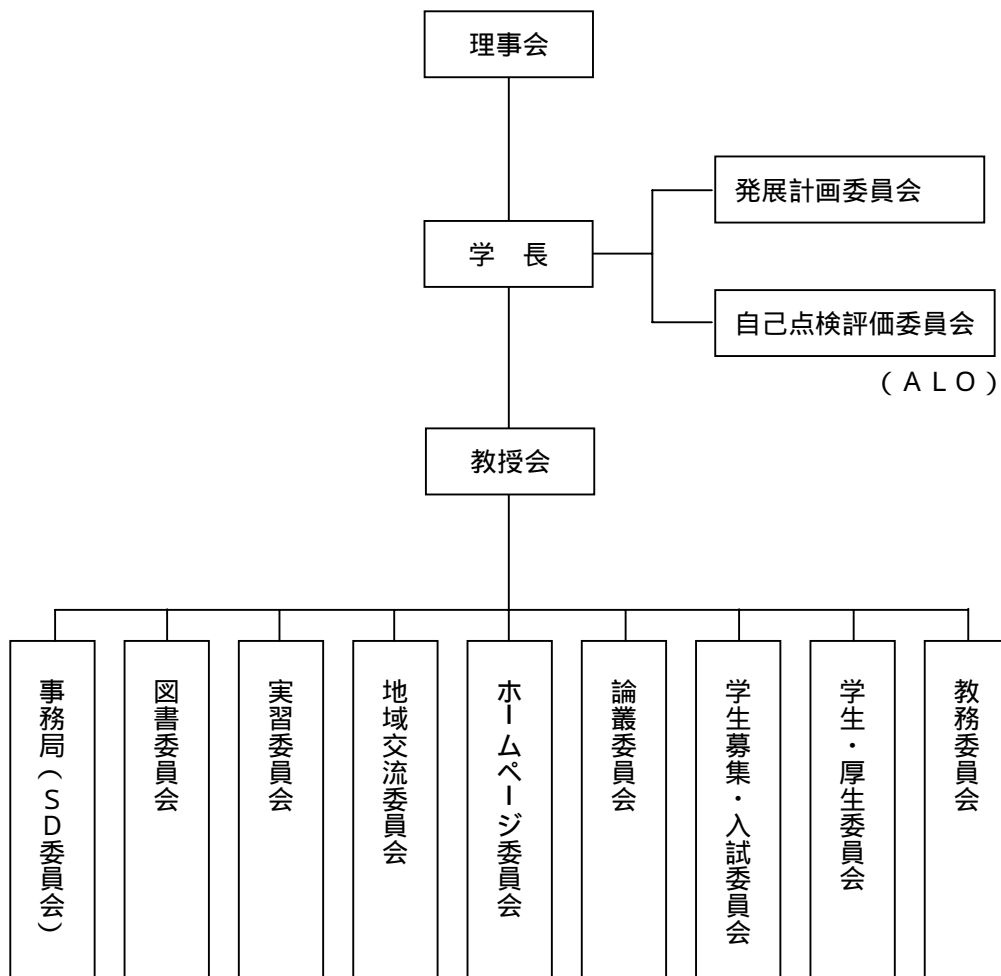 理事会
発展計画委員会
学　長
自己点検評価委員会
（ＡＬＯ）
教授会
事務局（ＳＤ委員会）
図書委員会
実習委員会
地域交流委員会
ホームページ委員会
論叢委員会
学生募集・入試委員会
学生・厚生委員会
教務委員会